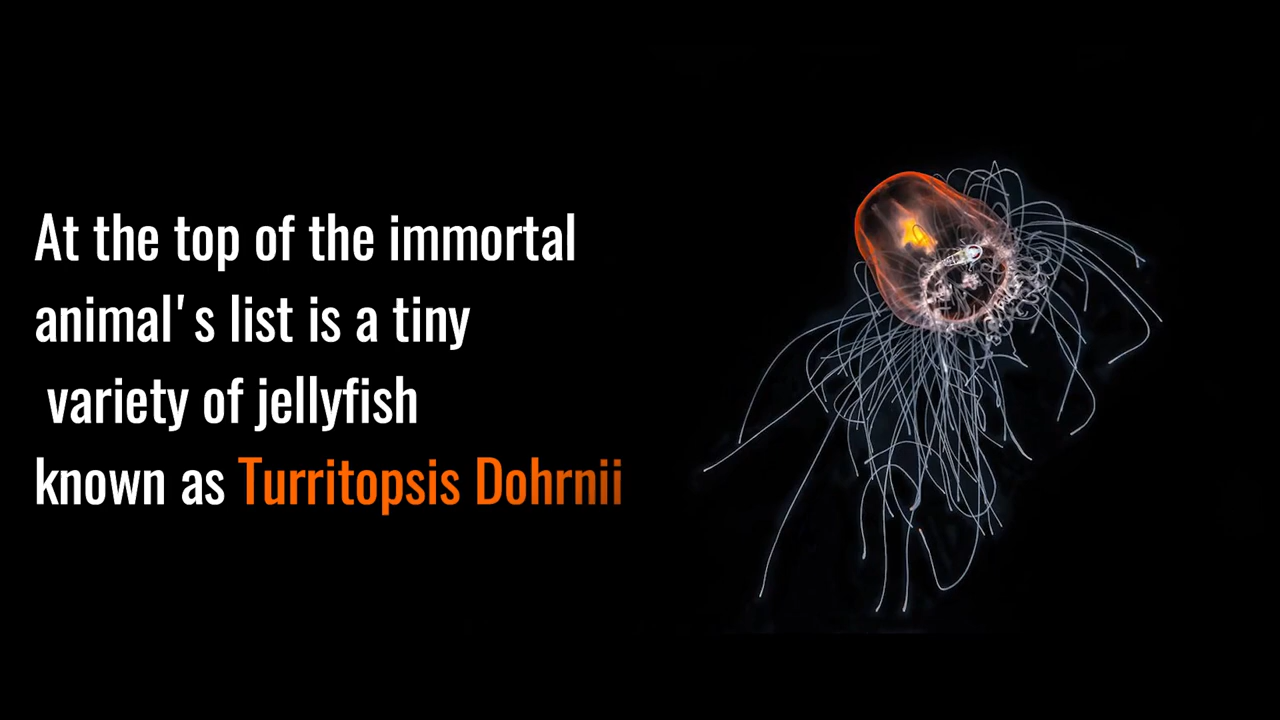 At the top of the immortal
animal's list is a tiny
variety of jellyfish
known as Turritopsis Dohrnii